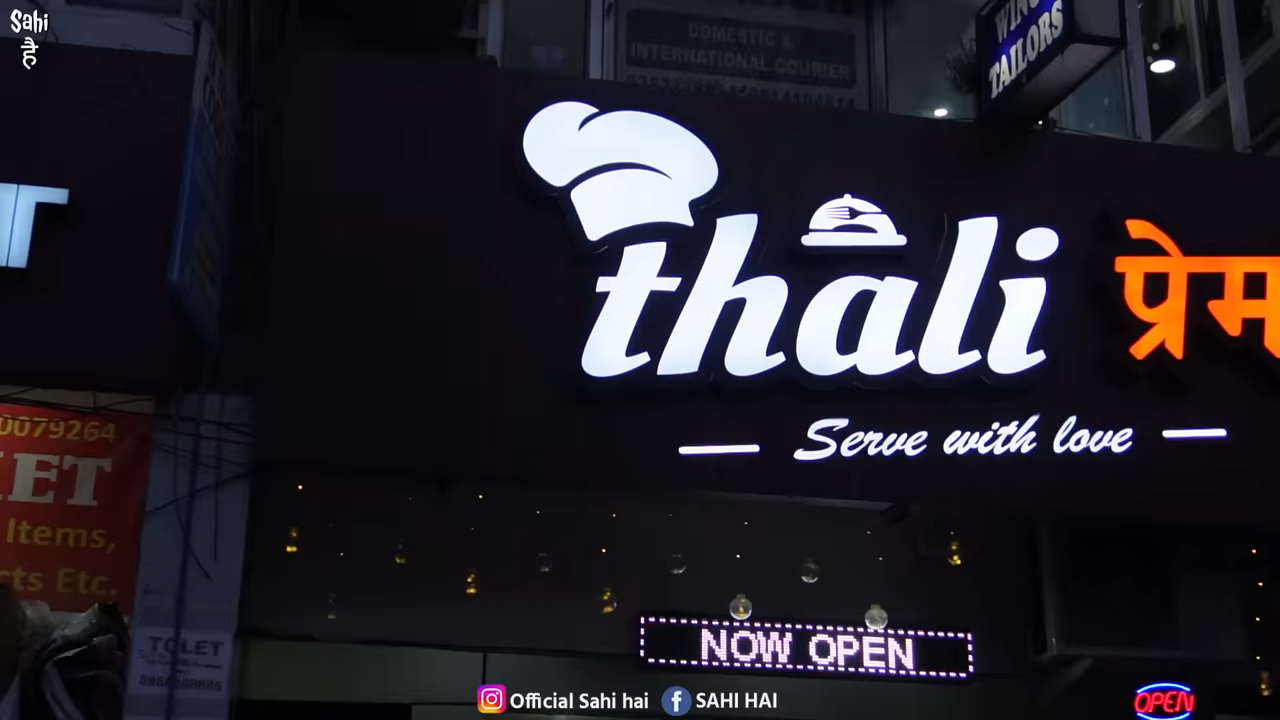 Sahi
है
DOMESTIC &
INTERNATIONAL COURIER
TAILORS
T
thali प्रेम
Serve with love
0079264
ET
Items,
cts Etc.
TOLET
NOW OPEN
OPEN
Official Sahi hai SAHI HAI